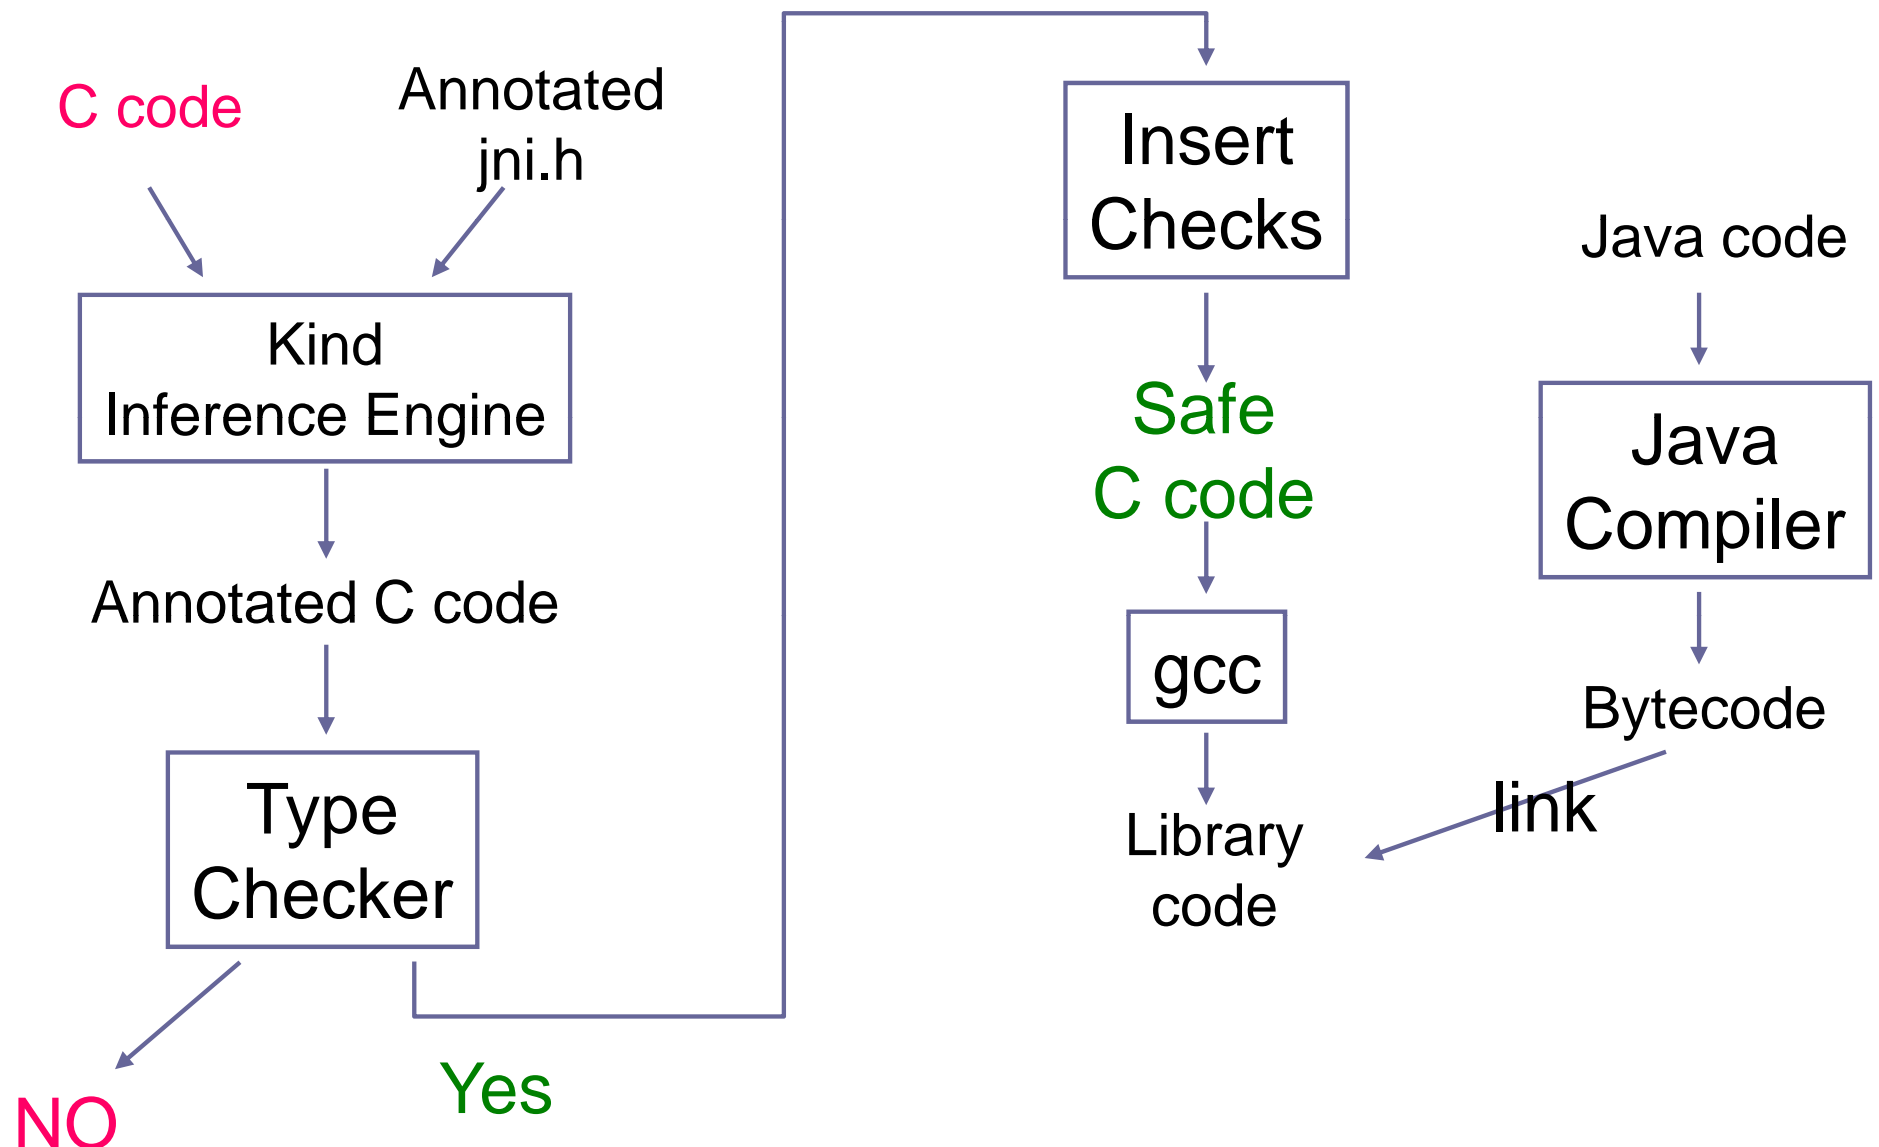 C code
Annotated
jni.h
Kind
Inference Engine
Annotated C code
Type
Checker
NO
Yes
Insert
Checks
Safe
C code
gcc
Library
code
Java code
Java
Compiler
Bytecode
link